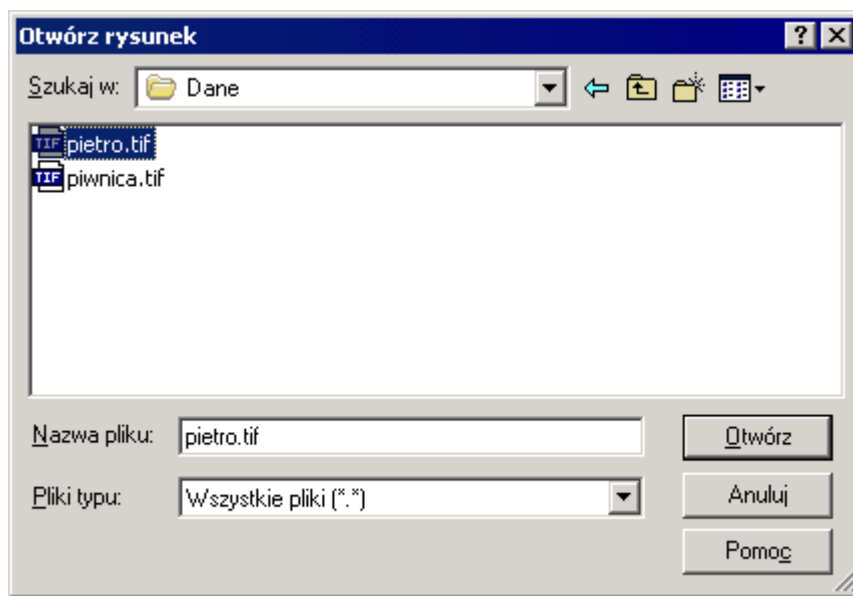 Otwórz rysunek
Szukaj w: Dane
TIF pietro.tif
TIF piwnica.tif
Nazwa pliku: pietro.tif Otwórz
Pliki typu: Wszystkie pliki (*.*) Anuluj
Pomoc